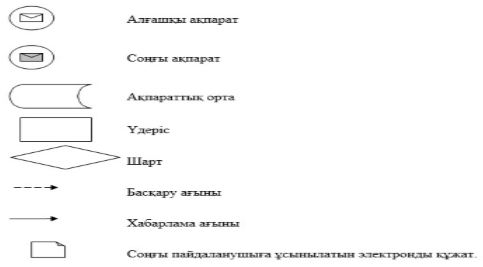 Алғашқы ақпарат
Соңғы ақпарат
Ақпараттық орта
Үдеріс
Шарт
Басқару ағыны
Хабарлама ағыны
Соңғы пайдаланушыға ұсынылатын электронды құжат.